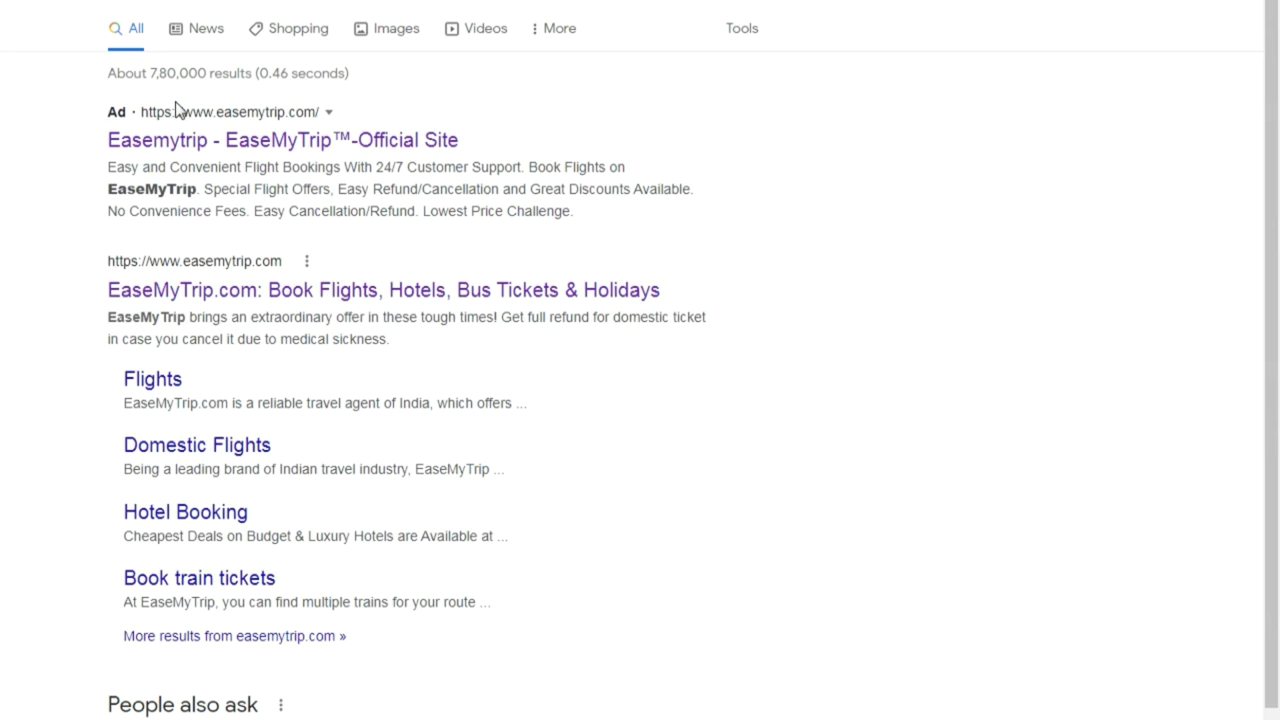 All News Shopping Images Videos More Tools
About 7,80,000 results (0.46 seconds)
Ad · https://www.easemytrip.com/
Easemytrip - EaseMyTrip™-Official Site
Easy and Convenient Flight Bookings With 24/7 Customer Support. Book Flights on
EaseMyTrip. Special Flight Offers, Easy Refund/Cancellation and Great Discounts Available.
No Convenience Fees. Easy Cancellation/Refund. Lowest Price Challenge.
https://www.easemytrip.com
EaseMyTrip.com: Book Flights, Hotels, Bus Tickets & Holidays
EaseMyTrip brings an extraordinary offer in these tough times! Get full refund for domestic ticket
in case you cancel it due to medical sickness.
Flights
EaseMyTrip.com is a reliable travel agent of India, which offers ...
Domestic Flights
Being a leading brand of Indian travel industry, EaseMyTrip ...
Hotel Booking
Cheapest Deals on Budget & Luxury Hotels are Available at ...
Book train tickets
At EaseMyTrip, you can find multiple trains for your route ...
More results from easemytrip.com »
People also ask